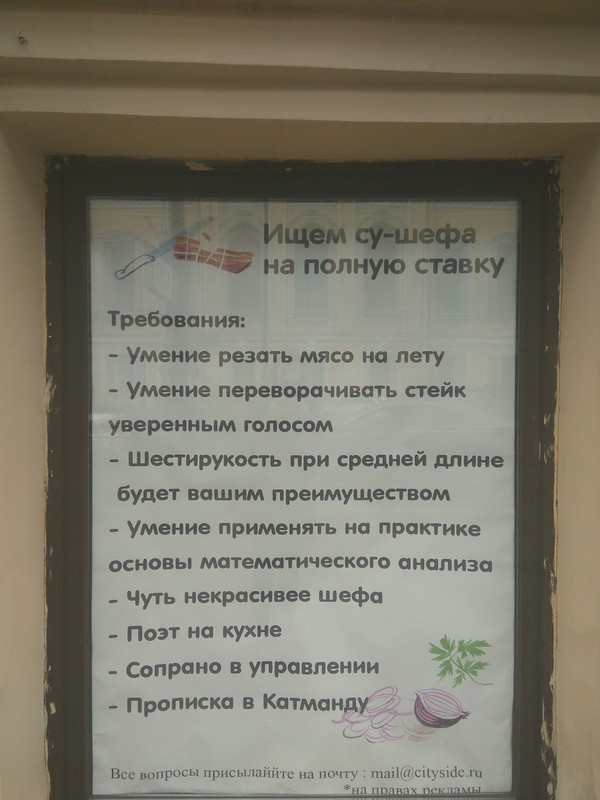 Ищем су-шефа
на полную ставку
Требования:
- Умение резать мясо на лету
- Умение переворачивать стейк
уверенным голосом
- Шестирукость при средней длине
будет вашим преимуществом
- Умение применять на практике
основы математического анализа
- Чуть некрасивее шефа
- Поэт на кухне
- Сопрано в управлении
- Прописка в Катманду
Все вопросы присылаййте на почту : mail@cityside.ru
*на правах рекламы